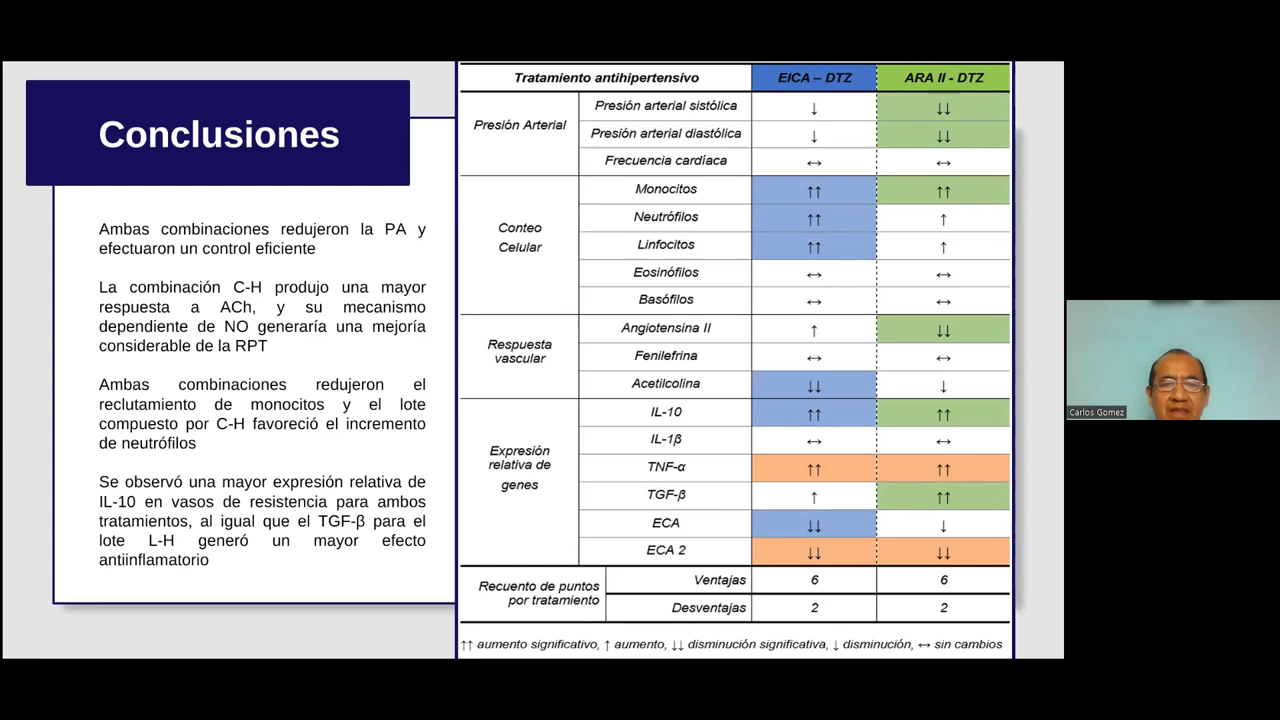 Conclusiones
Ambas combinaciones redujeron la PA y
efectuaron un control eficiente
La combinación C-H produjo una mayor
respuesta a ACh, y su mecanismo
dependiente de NO generaría una mejoría
considerable de la RPT
Ambas combinaciones redujeron el
reclutamiento de monocitos y el lote
compuesto por C-H favoreció el incremento
de neutrófilos
Se observó una mayor expresión relativa de
IL-10 en vasos de resistencia para ambos
tratamientos, al igual que el TGF-β para el
lote L-H generó un mayor efecto
antiinflamatorio
Tratamiento antihipertensivo EICA – DTZ ARA II - DTZ
Presión Arterial
Presión arterial sistólica ↓ ↓↓
Presión arterial diastólica ↓ ↓↓
Frecuencia cardíaca ↔ ↔
Conteo
Celular
Monocitos ↑↑ ↑↑
Neutrófilos ↑↑ ↑
Linfocitos ↑↑ ↑
Eosinófilos ↔ ↔
Basófilos ↔ ↔
Respuesta
vascular
Angiotensina II ↑ ↓↓
Fenilefrina ↔ ↔
Acetilcolina ↓↓ ↓
Expresión
relativa de
genes
IL-10 ↑↑ ↑↑
IL-1β ↔ ↔
TNF-α ↑↑ ↑↑
TGF-β ↑ ↑↑
ECA ↓↓ ↓
ECA 2 ↓↓ ↓↓
Recuento de puntos
por tratamiento
Ventajas 6 6
Desventajas 2 2
↑↑ aumento significativo, ↑ aumento, ↓↓ disminución significativa, ↓ disminución, ↔ sin cambios
Carlos Gomez